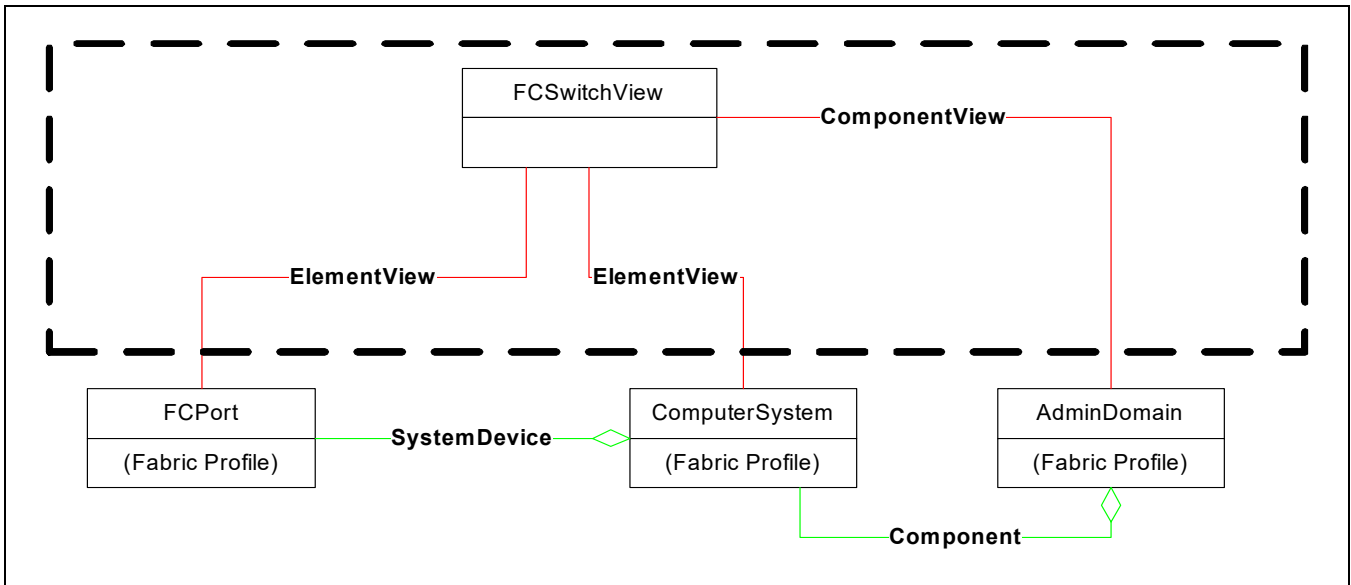 FCSwitchView
ComponentView
ElementView
ElementView
FCPort
ComputerSystem
AdminDomain
SystemDevice
(Fabric Profile)
(Fabric Profile)
(Fabric Profile)
Component